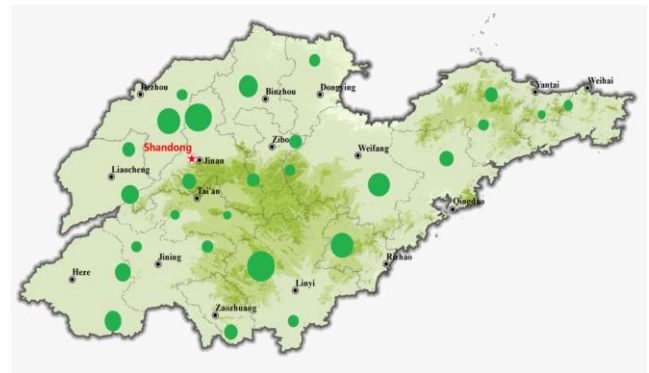 Weihai
Yantai
Dezhou
Binzhou
Dongying
Zibo
Shandong
Jinan
Weifang
Liaocheng
Tai'an
Qingdao
Heze
Jining
Rizhao
Linyi
Zaozhuang